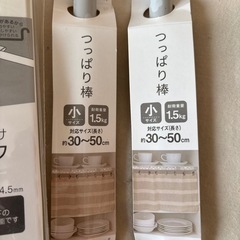 つっぱり棒
小
サイズ
耐荷重量
1.5kg
対応サイズ(長さ)
約30〜50cm
つっぱり棒
小
サイズ
耐荷重量
1.5kg
対応サイズ(長さ)
約30〜50cm
4.5mm